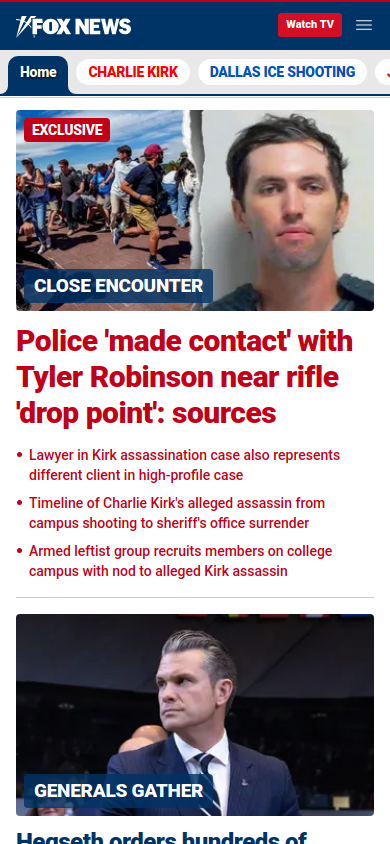 FOX NEWS
Watch TV
Home
CHARLIE KIRK
DALLAS ICE SHOOTING
EXCLUSIVE
CLOSE ENCOUNTER
Police 'made contact' with
Tyler Robinson near rifle
'drop point': sources
• Lawyer in Kirk assassination case also represents
different client in high-profile case
• Timeline of Charlie Kirk's alleged assassin from
campus shooting to sheriff's office surrender
• Armed leftist group recruits members on college
campus with nod to alleged Kirk assassin
GENERALS GATHER
Hegseth orders hundreds of